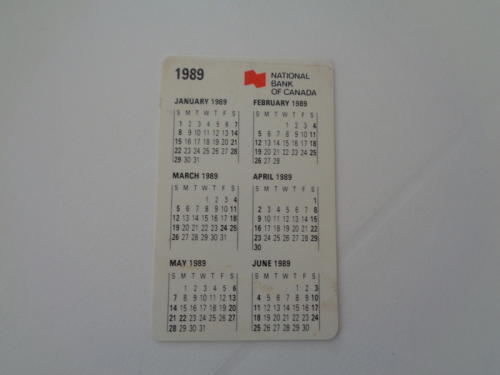 1989
NATIONAL
BANK
OF CANADA
JANUARY 1989
S M T W T F S
1 2 3 4 5 6 7
8 9 10 11 12 13 14
15 16 17 18 19 20 21
22 23 24 25 26 27 28
29 30 31
FEBRUARY 1989
S M T W T F S
1 2 3 4
5 6 7 8 9 10 11
12 13 14 15 16 17 18
19 20 21 22 23 24 25
26 27 28
MARCH 1989
S M T W T F S
1 2 3 4
5 6 7 8 9 10 11
12 13 14 15 16 17 18
19 20 21 22 23 24 25
26 27 28 29 30 31
APRIL 1989
S M T W T F S
1
2 3 4 5 6 7 8
9 10 11 12 13 14 15
16 17 18 19 20 21 22
23 24 25 26 27 28 29
30
MAY 1989
S M T W T F S
1 2 3 4 5 6
7 8 9 10 11 12 13
14 15 16 17 18 19 20
21 22 23 24 25 26 27
28 29 30 31
JUNE 1989
S M T W T F S
1 2 3
4 5 6 7 8 9 10
11 12 13 14 15 16 17
18 19 20 21 22 23 24
25 26 27 28 29 30